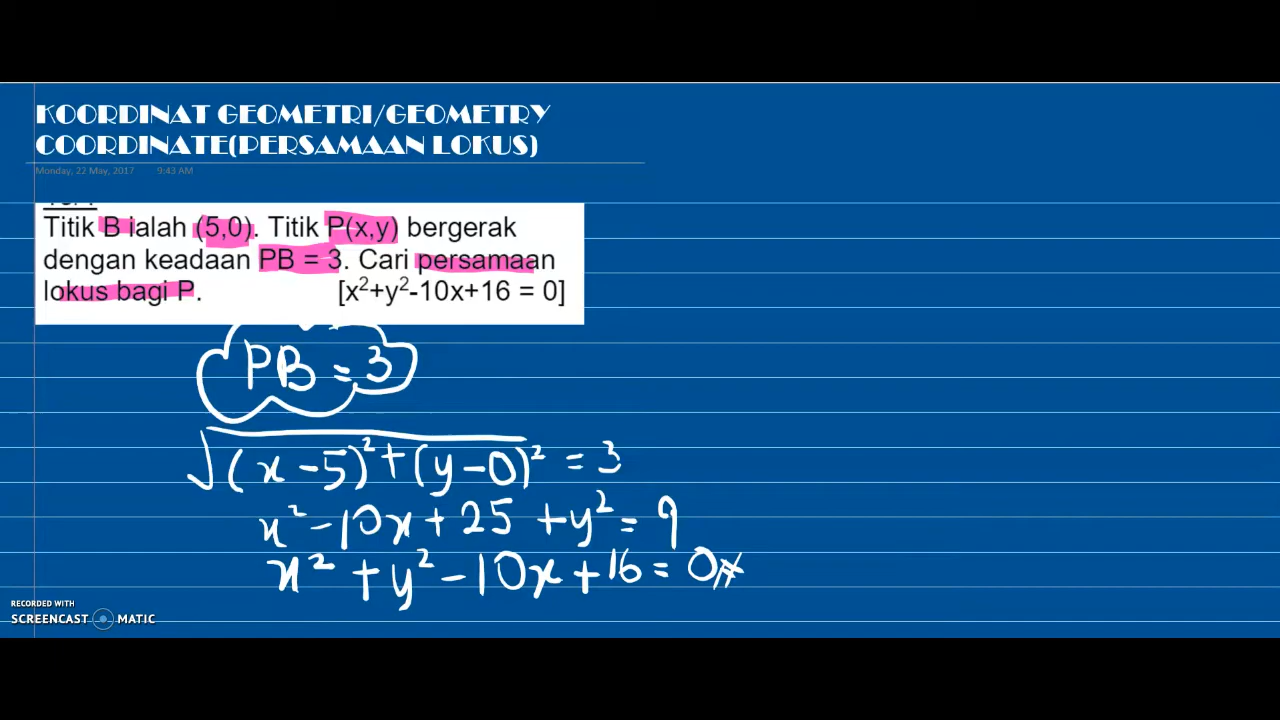 KOORDINAT GEOMETRI/GEOMETRY
COORDINATE(PERSAMAAN LOKUS)
Monday, 22 May, 2017 9:43 AM
Titik B ialah (5,0). Titik P(x,y) bergerak
dengan keadaan PB = 3. Cari persamaan
lokus bagi P. [x²+y²-10x+16 = 0]
PB = 3
√(x-5)²+(y-0)² = 3
x²-10x+25 +y² = 9
x² +y² -10x+16 = 0
RECORDED WITH
SCREENCAST MATIC